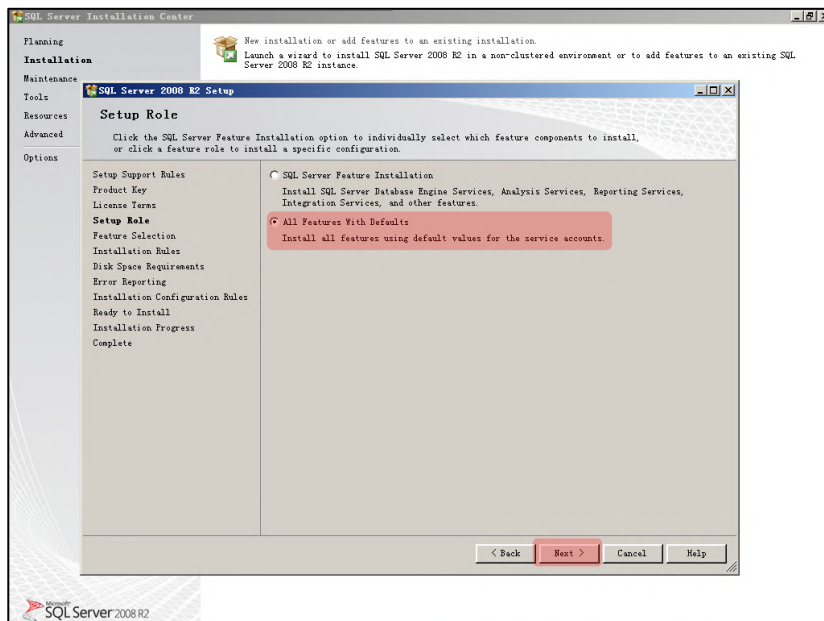 SQL Server Installation Center
Planning
Installation
Maintenance
Tools
Resources
Advanced
Options
New installation or add features to an existing installation.
Launch a wizard to install SQL Server 2008 R2 in a non-clustered environment or to add features to an existing SQL
Server 2008 R2 instance.
SQL Server 2008 R2 Setup
Setup Role
Click the SQL Server Feature Installation option to individually select which feature components to install,
or click a feature role to install a specific configuration.
Setup Support Rules
Product Key
License Terms
Setup Role
Feature Selection
Installation Rules
Disk Space Requirements
Error Reporting
Installation Configuration Rules
Ready to Install
Installation Progress
Complete
SQL Server Feature Installation
Install SQL Server Database Engine Services, Analysis Services, Reporting Services,
Integration Services, and other features.
All Features With Defaults
Install all features using default values for the service accounts.
< Back
Next >
Cancel
Help
Microsoft
SQL Server 2008 R2